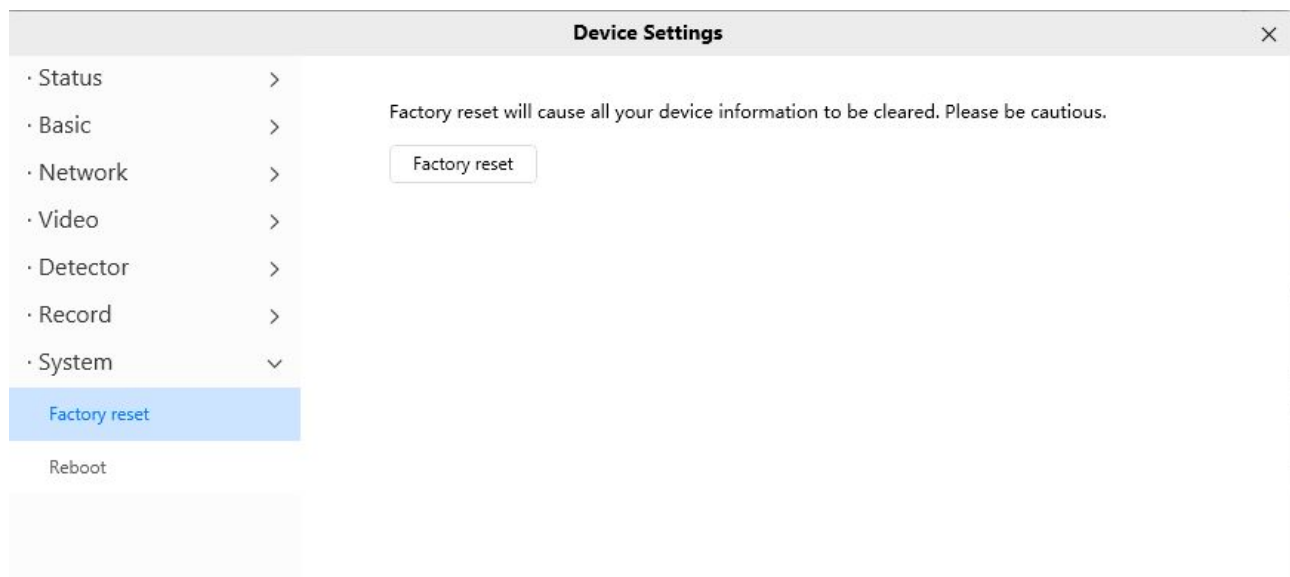 Device Settings
· Status
· Basic
· Network
· Video
· Detector
· Record
· System
Factory reset
Reboot
Factory reset will cause all your device information to be cleared. Please be cautious.
Factory reset